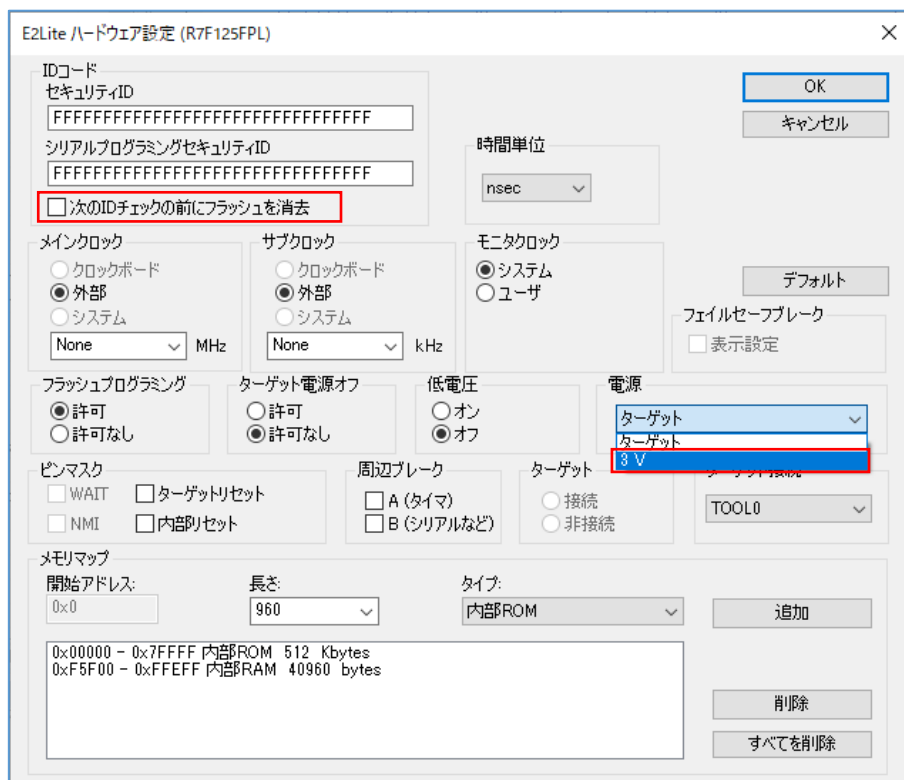 E2Lite ハードウェア設定 (R7F125FPL)
IDコード
セキュリティID
FFFFFFFFFFFFFFFFFFFFFFFFFFFFFFFF
シリアルプログラミングセキュリティID
FFFFFFFFFFFFFFFFFFFFFFFFFFFFFFFF
次のIDチェックの前にフラッシュを消去
時間単位
nsec
OK
キャンセル
メインクロック
クロックボード
外部
システム
None MHz
サブクロック
クロックボード
外部
システム
None kHz
モニタクロック
システム
ユーザ
デフォルト
フェイルセーフブレーク
表示設定
フラッシュプログラミング
許可
許可なし
ターゲット電源オフ
許可
許可なし
低電圧
オン
オフ
電源
ターゲット
ターゲット
3 V
ピンマスク
WAIT ターゲットリセット
NMI 内部リセット
周辺ブレーク
A (タイマ)
B (シリアルなど)
ターゲット
接続
非接続
TOOL0
メモリマップ
開始アドレス:
0x0
長さ:
960
タイプ:
内部ROM
追加
0x00000 - 0x7FFFF 内部ROM 512 Kbytes
0xF5F00 - 0xFFEFF 内部RAM 40960 bytes
削除
すべてを削除